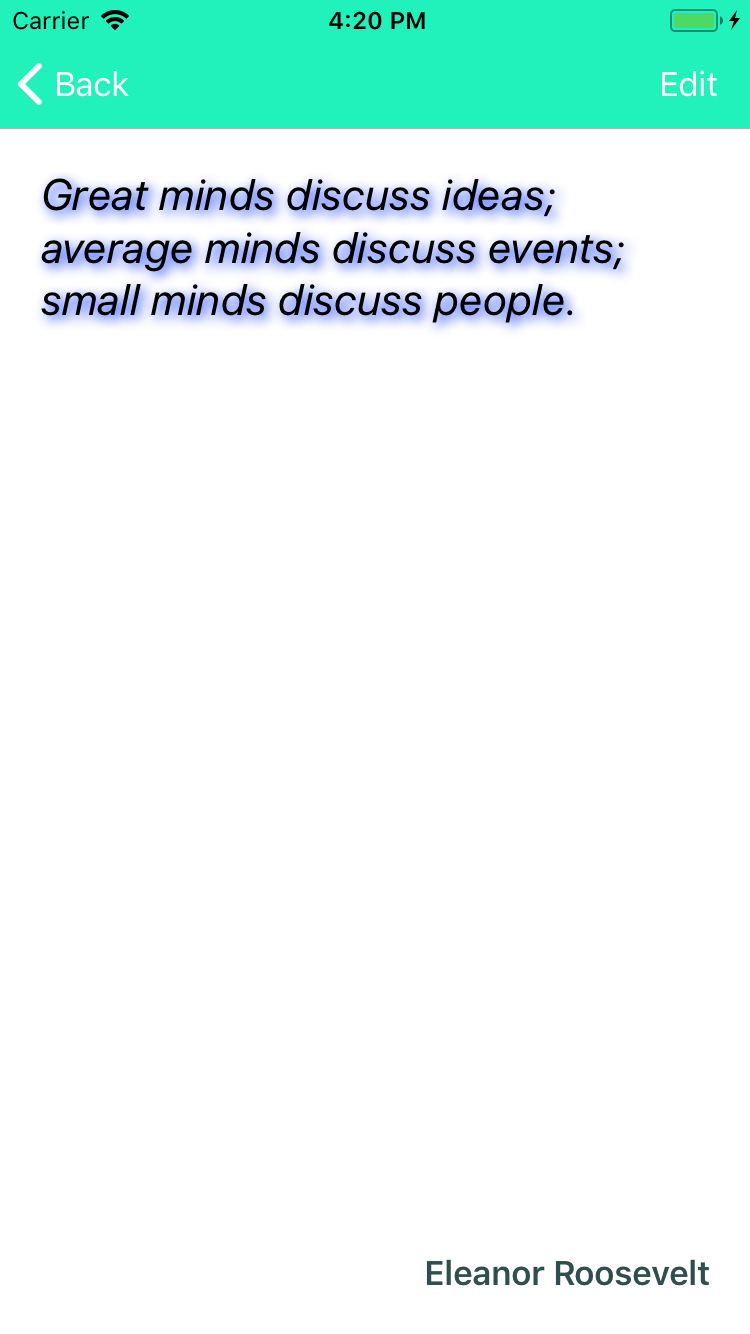 Carrier 4:20 PM
Back Edit
Great minds discuss ideas;
average minds discuss events;
small minds discuss people.
Eleanor Roosevelt